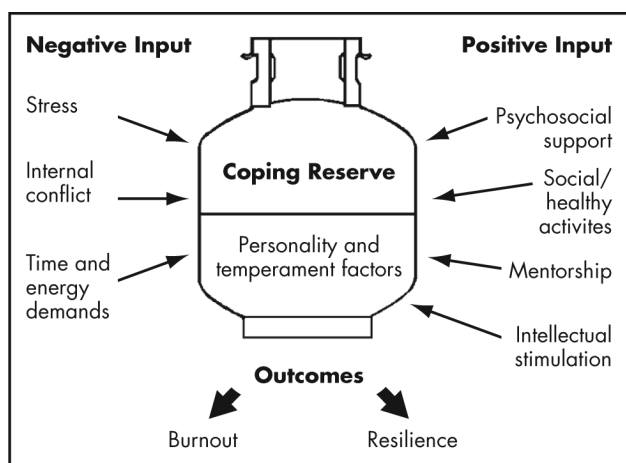 Negative Input
Positive Input
Stress
Internal
conflict
Time and
energy
demands
Coping Reserve
Personality and
temperament factors
Psychosocial
support
Social/
healthy
activites
Mentorship
Intellectual
stimulation
Outcomes
Burnout
Resilience